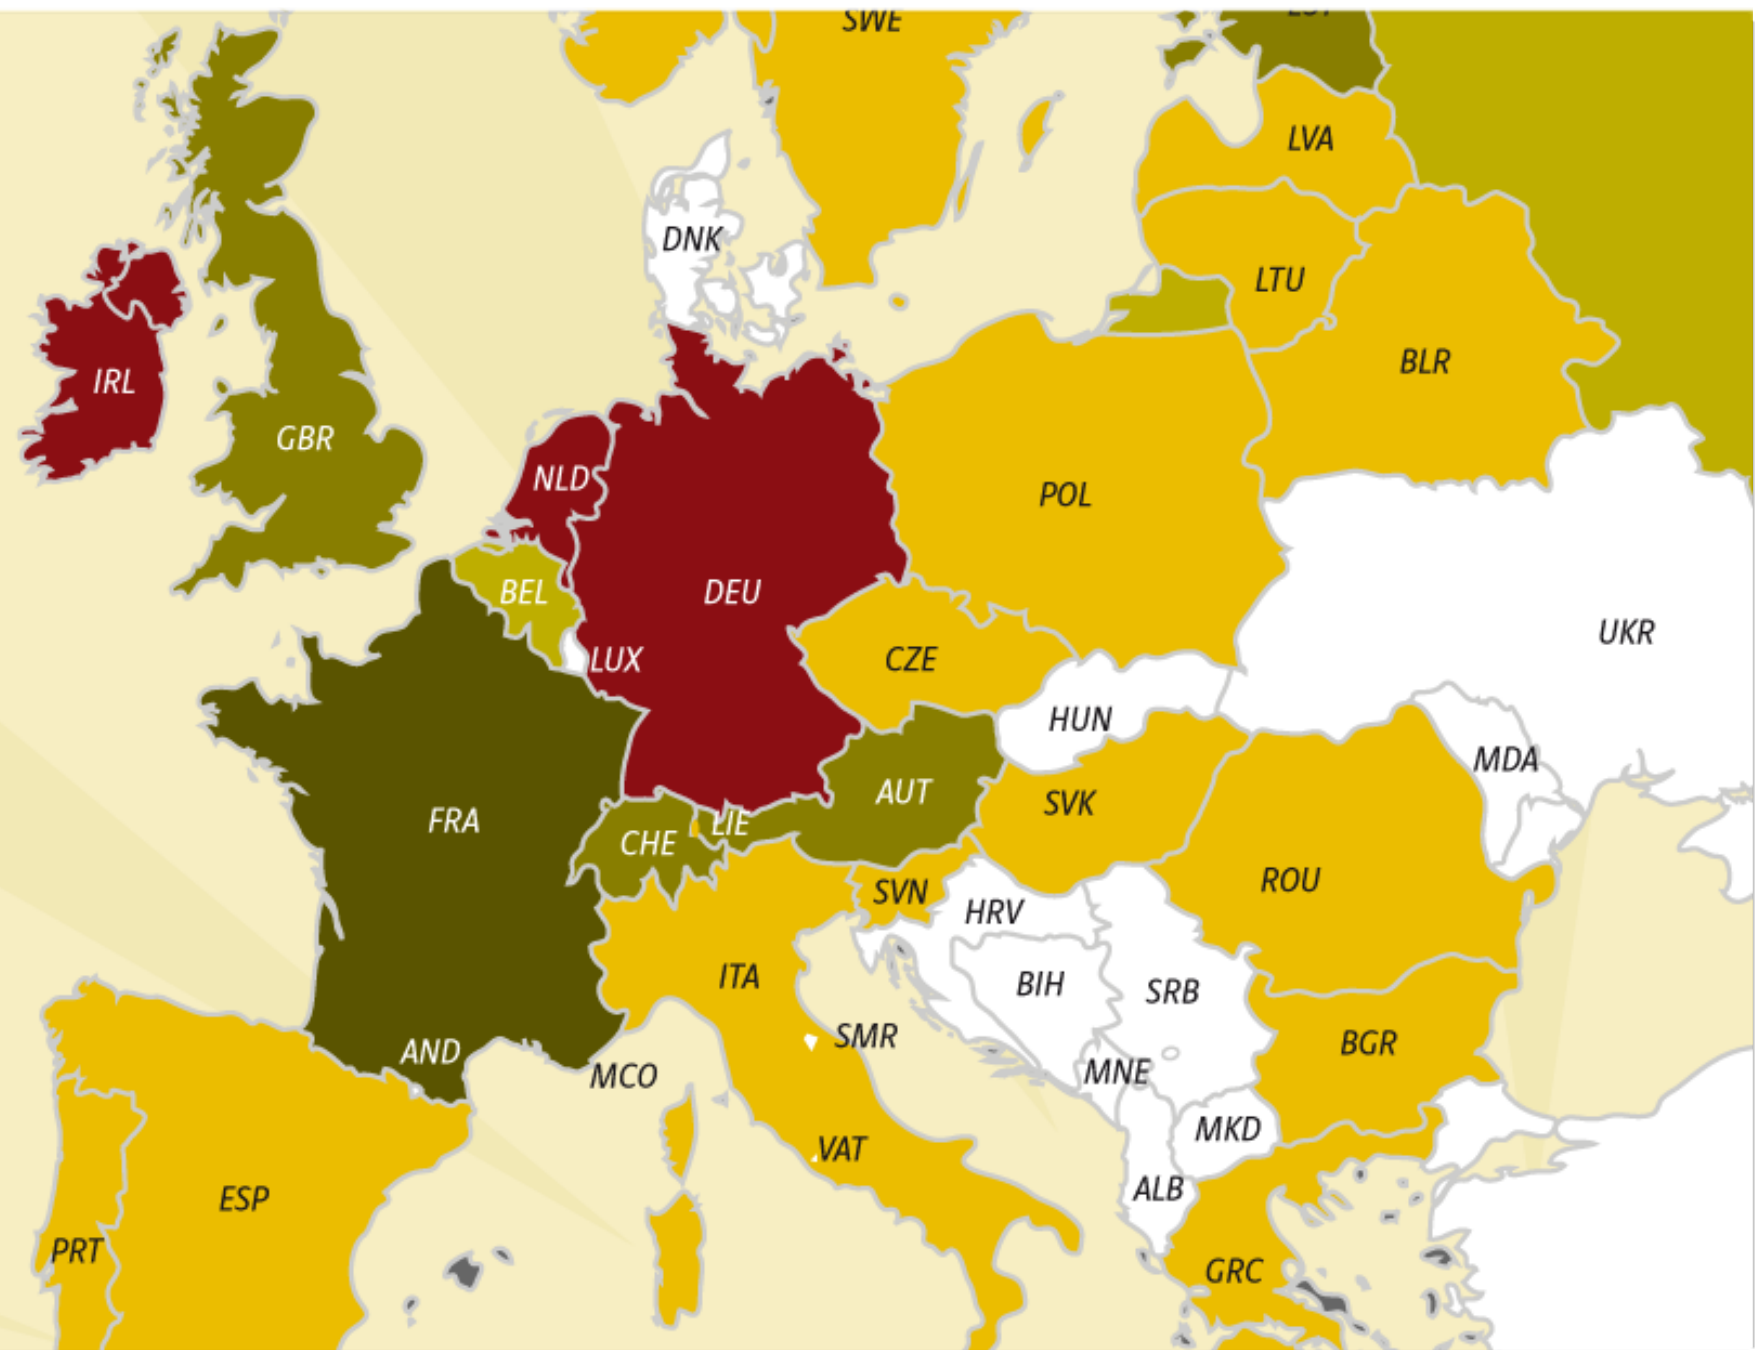 SWE
LVA
DNK
LTU
BLR
IRL
GBR
NLD
POL
BEL
DEU
UKR
LUX
CZE
HUN
MDA
AUT
SVK
FRA
LIE
CHE
ROU
SVN
HRV
ITA
BIH
SRB
SMR
BGR
AND
MCO
MNE
MKD
VAT
ALB
ESP
PRT
GRC